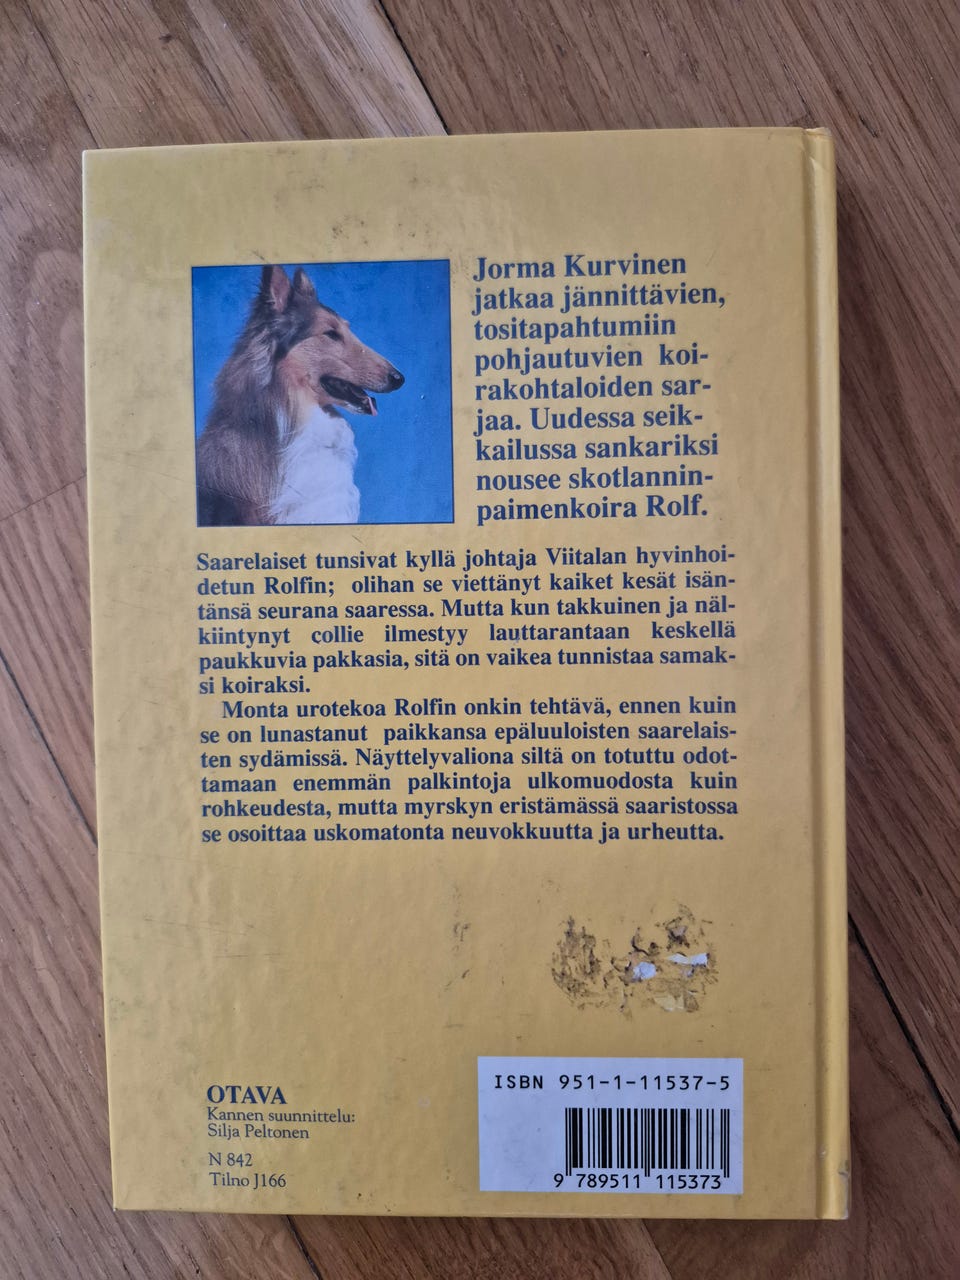 Jorma Kurvinen
jatkaa jännittävien,
tositapahtumiin
pohjautuvien koi-
rakohtaloiden sar-
jaa. Uudessa seik-
kailussa sankariksi
nousee skotlannin-
paimenkoira Rolf.
Saarelaiset tunsivat kyllä johtaja Viitalan hyvinhoi-
detun Rolfin; olihan se viettänyt kaiket kesät isän-
tänsä seurana saaressa. Mutta kun takkuinen ja näl-
kiintynyt collie ilmestyy lauttarantaan keskellä
paukkuvia pakkasia, sitä on vaikea tunnistaa samak-
si koiraksi.
Monta urotekoa Rolfin onkin tehtävä, ennen kuin
se on lunastanut paikkansa epäluuloisten saarelais-
ten sydämissä. Näyttelyvaliona siltä on totuttu odot-
tamaan enemmän palkintoja ulkomuodosta kuin
rohkeudesta, mutta myrskyn eristämässä saaristossa
se osoittaa uskomatonta neuvokkuutta ja urheutta.
OTAVA
Kannen suunnittelu:
Silja Peltonen
N 842
Tilno J166
ISBN 951-1-11537-5
9 789511 115373